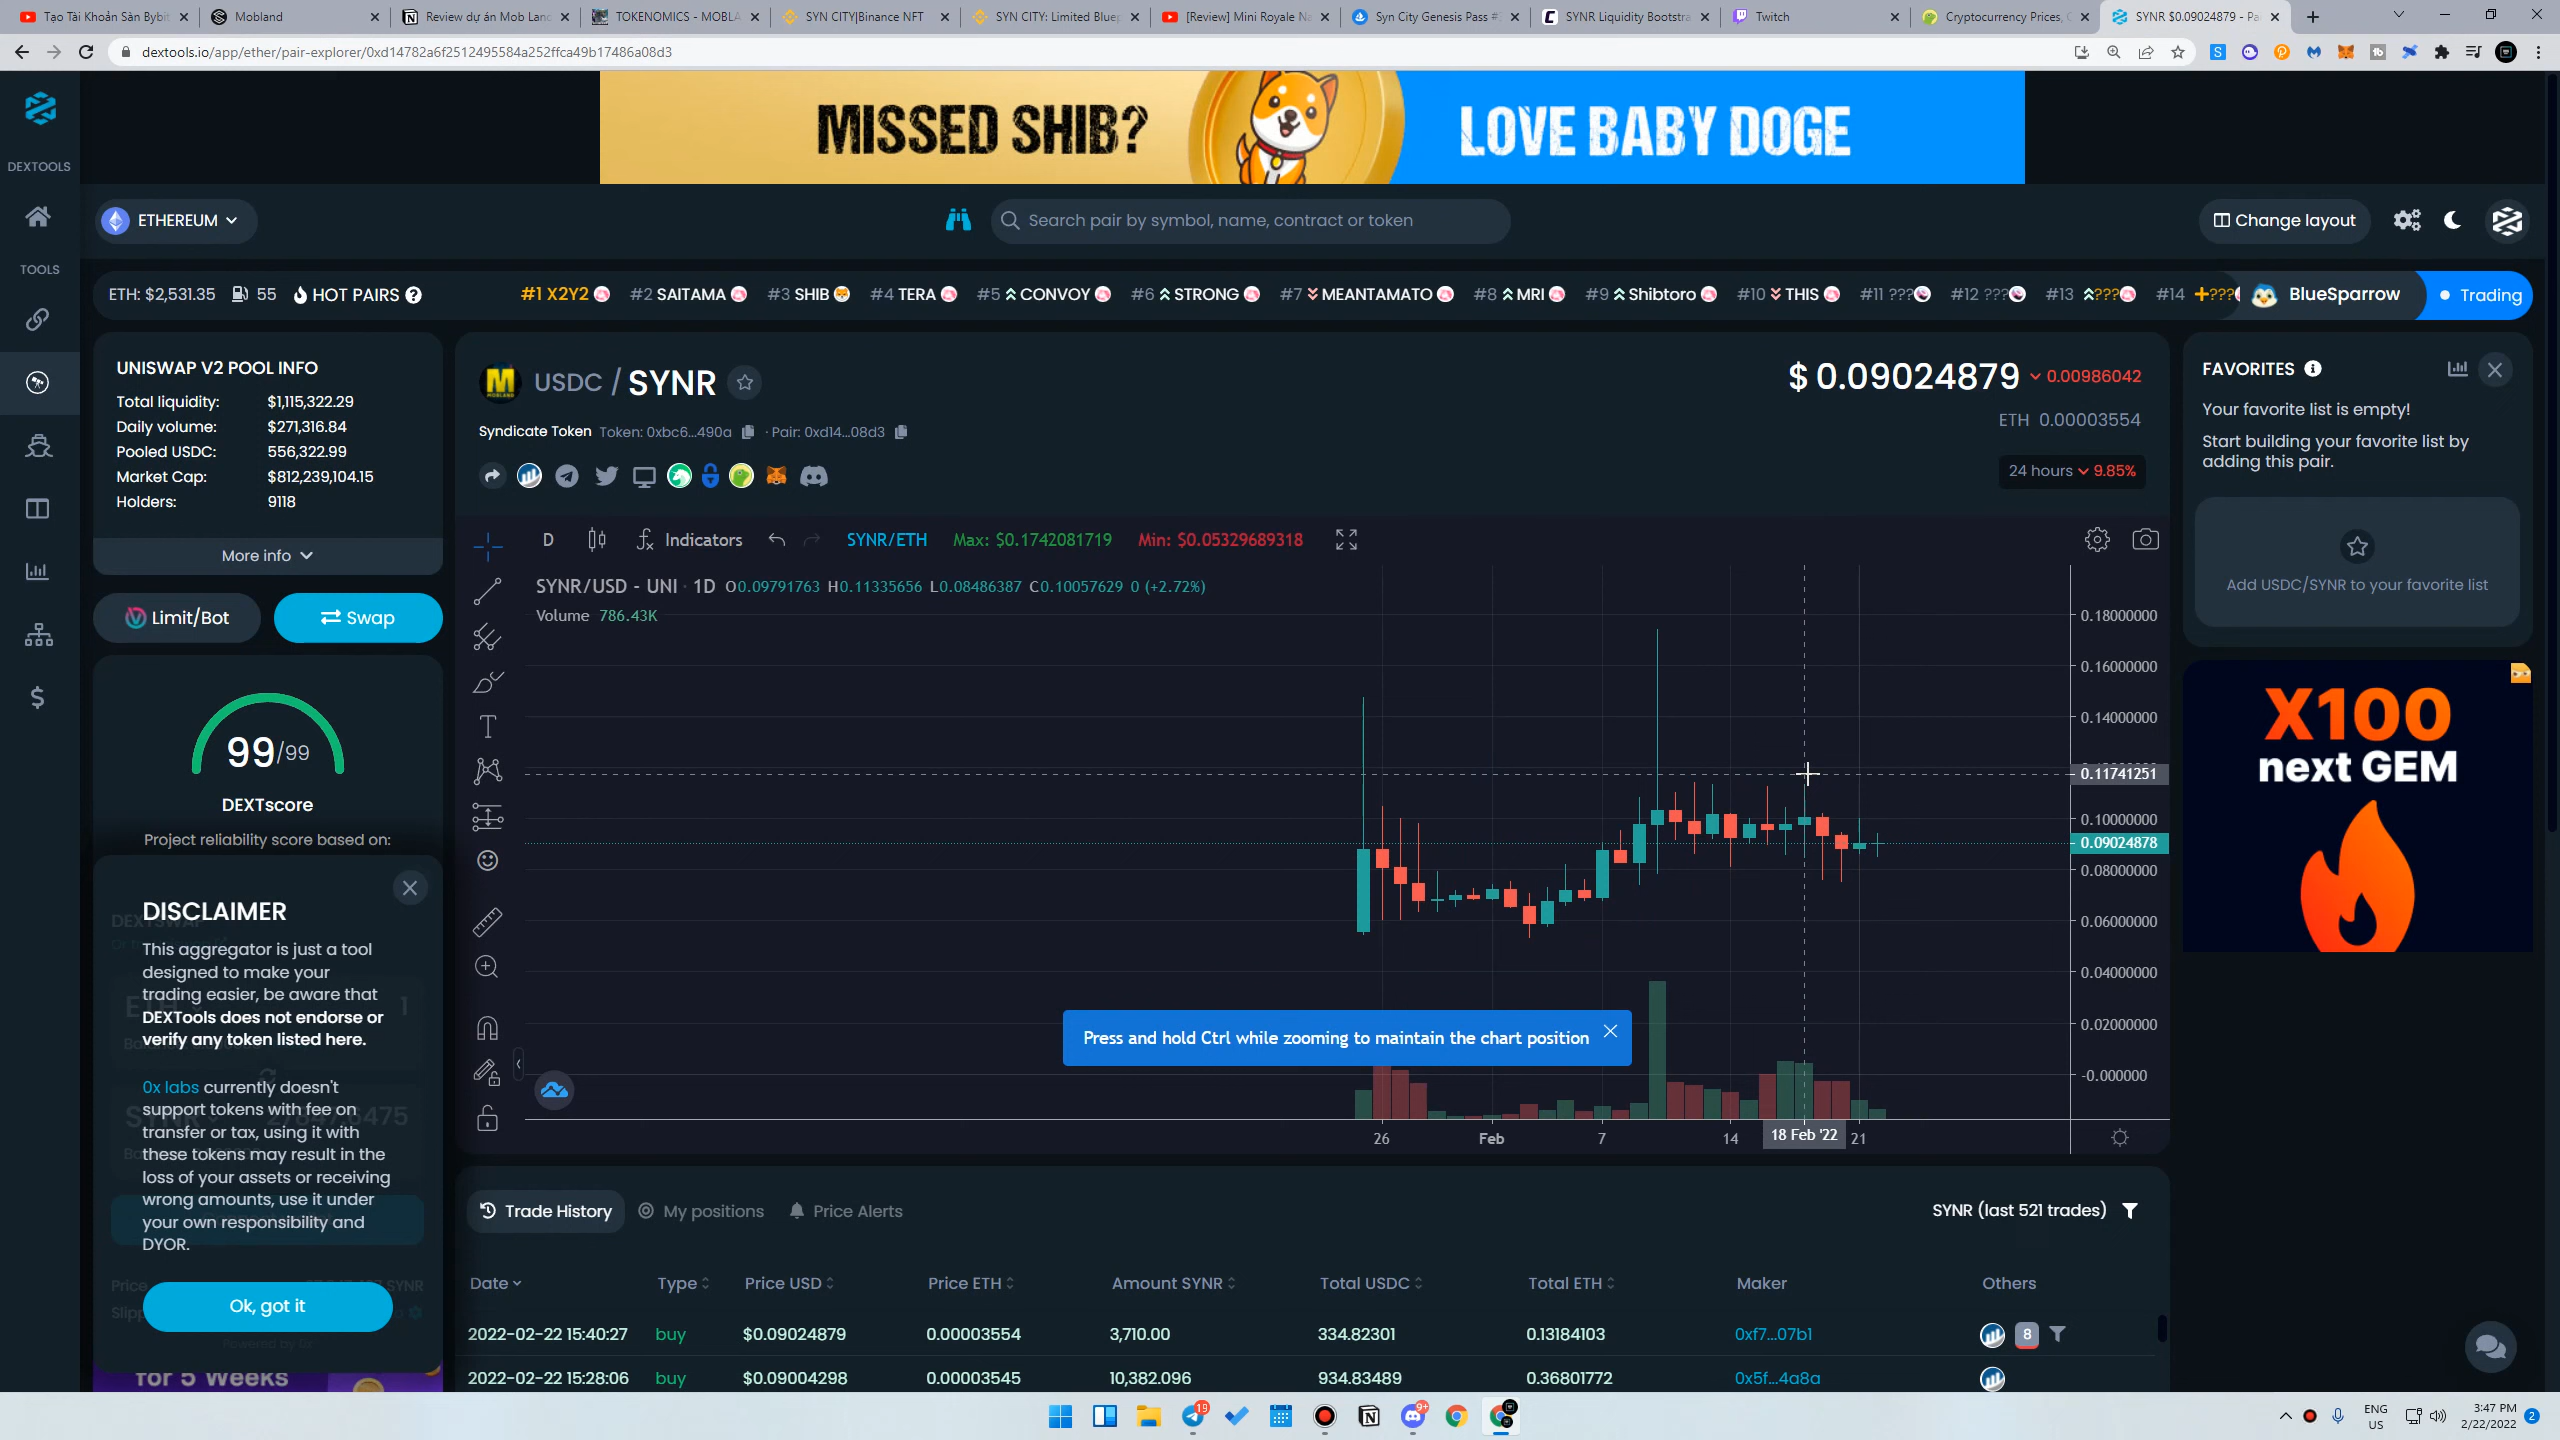 Tạo Tài Khoản Sàn Bybit
Mobland
Review dự án Mob Lanc
TOKENOMICS - MOBLA
SYN CITY|Binance NFT
SYN CITY: Limited Bluep
[Review] Mini Royale Na
Syn City Genesis Pass #
SYNR Liquidity Bootstra
Twitch
Cryptocurrency Prices, C
SYNR $0.09024879 - Pa
dextools.io/app/ether/pair-explorer/0xd14782a6f2512495584a252ffca49b17486a08d3
MISSED SHIB?
LOVE BABY DOGE
DEXTOOLS
TOOLS
ETHEREUM
Search pair by symbol, name, contract or token
Change layout
ETH: $2,531.35
55
HOT PAIRS
#1 X2Y2
#2 SAITAMA
#3 SHIB
#4 TERA
#5 CONVOY
#6 STRONG
#7 MEANTAMATO
#8 MRI
#9 Shibtoro
#10 THIS
#11 ???
#12 ???
#13 ???
#14 +???
BlueSparrow
Trading
UNISWAP V2 POOL INFO
Total liquidity: $1,115,322.29
Daily volume: $271,316.84
Pooled USDC: 556,322.99
Market Cap: $812,239,104.15
Holders: 9118
More info
Limit/Bot
Swap
99/99
DEXTscore
Project reliability score based on:
DISCLAIMER
This aggregator is just a tool
designed to make your
trading easier, be aware that
DEXTools does not endorse or
verify any token listed here.
0x labs currently doesn't
support tokens with fee on
transfer or tax, using it with
these tokens may result in the
loss of your assets or receiving
wrong amounts, use it under
your own responsibility and
DYOR.
Ok, got it
for 5 Weeks
USDC / SYNR
Syndicate Token Token: 0xbc6...490a · Pair: 0xd14...08d3
$ 0.09024879
0.00986042
ETH 0.00003554
24 hours 9.85%
D
Indicators
SYNR/ETH
Max: $0.1742081719
Min: $0.05329689318
SYNR/USD - UNI · 1D O0.09791763 H0.11335656 L0.08486387 C0.10057629 0 (+2.72%)
Volume 786.43K
0.18000000
0.16000000
0.14000000
0.11741251
0.10000000
0.09024878
0.08000000
0.06000000
0.04000000
0.02000000
-0.000000
Press and hold Ctrl while zooming to maintain the chart position
26
Feb
7
14
18 Feb '22
21
FAVORITES
Your favorite list is empty!
Start building your favorite list by
adding this pair.
Add USDC/SYNR to your favorite list
X100
next GEM
Trade History
My positions
Price Alerts
SYNR (last 521 trades)
Date Type Price USD Price ETH Amount SYNR Total USDC Total ETH Maker Others
2022-02-22 15:40:27 buy $0.09024879 0.00003554 3,710.00 334.82301 0.13184103 0xf7...07b1 8
2022-02-22 15:28:06 buy $0.09004298 0.00003545 10,382.096 934.83489 0.36801772 0x5f...4a8a
19
9+
ENG
US
3:47 PM
2/22/2022
2